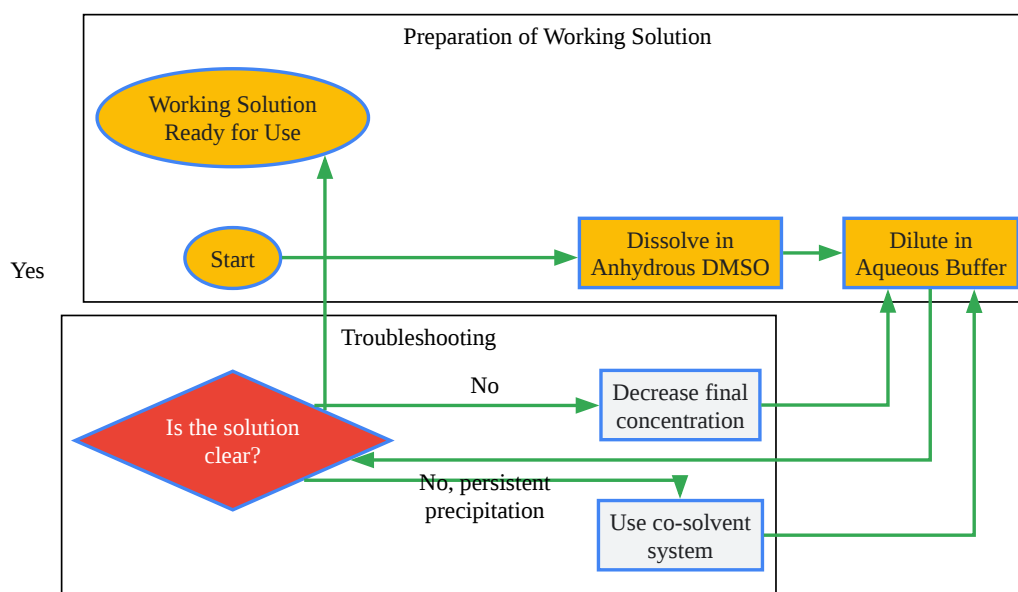 Preparation of Working Solution
Working Solution
Ready for Use
Start
Dissolve in
Anhydrous DMSO
Dilute in
Aqueous Buffer
Yes
Troubleshooting
No
Decrease final
concentration
Is the solution
clear?
No, persistent
precipitation
Use co-solvent
system